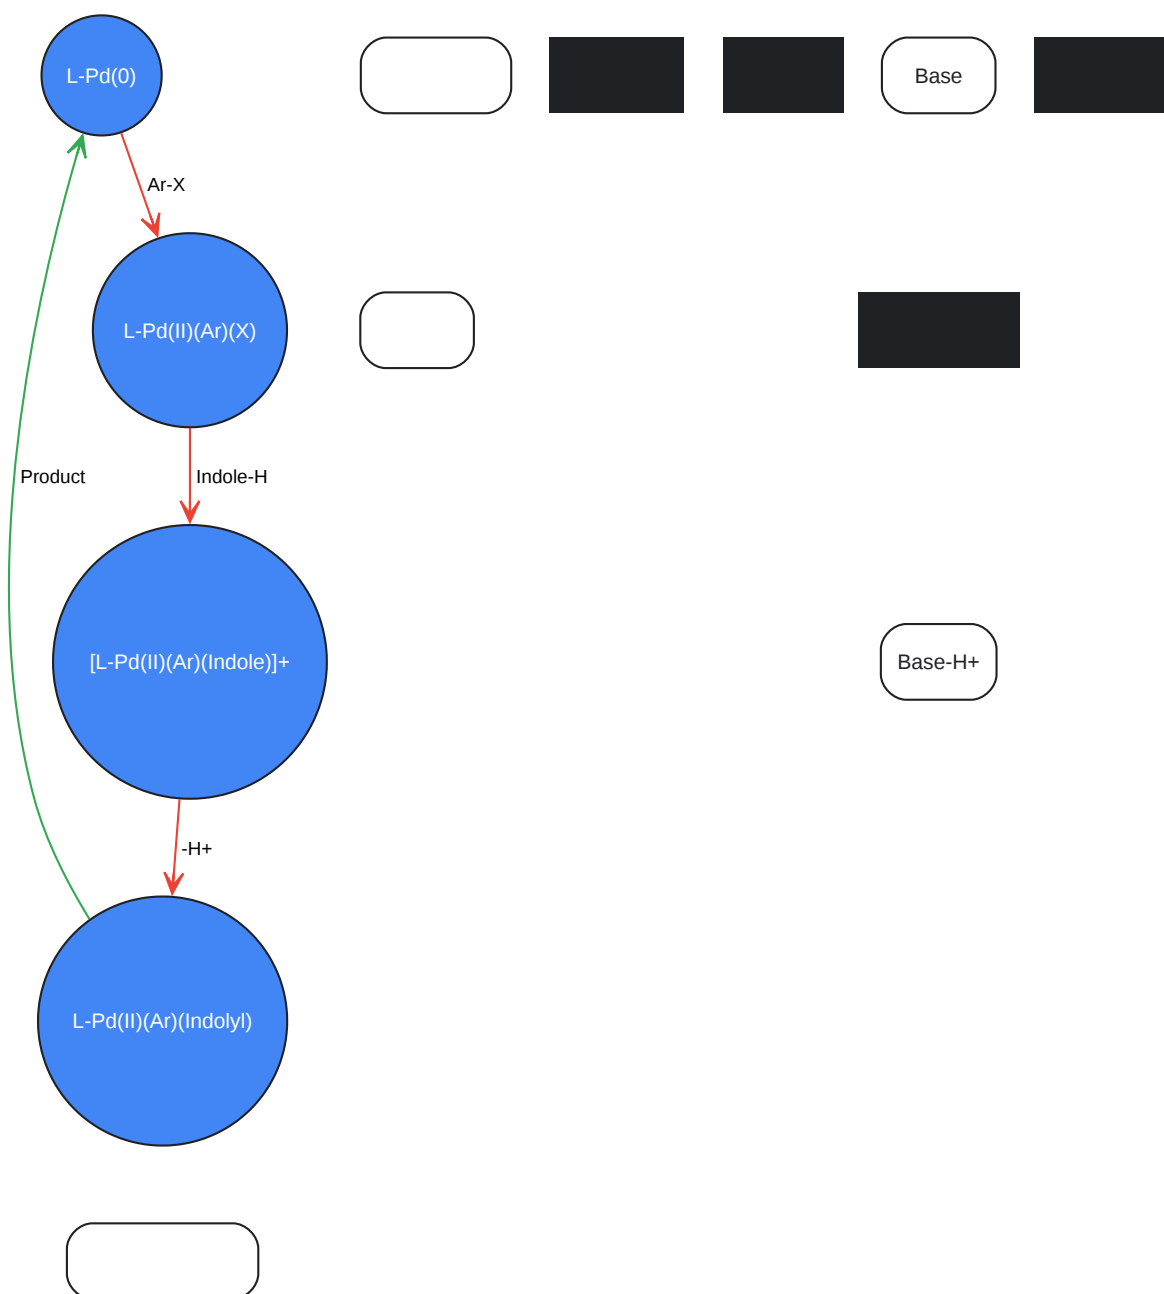 L-Pd(0)
Base
Ar-X
L-Pd(II)(Ar)(X)
Product
Indole-H
[L-Pd(II)(Ar)(Indole)]+
Base-H+
-H+
L-Pd(II)(Ar)(Indolyl)